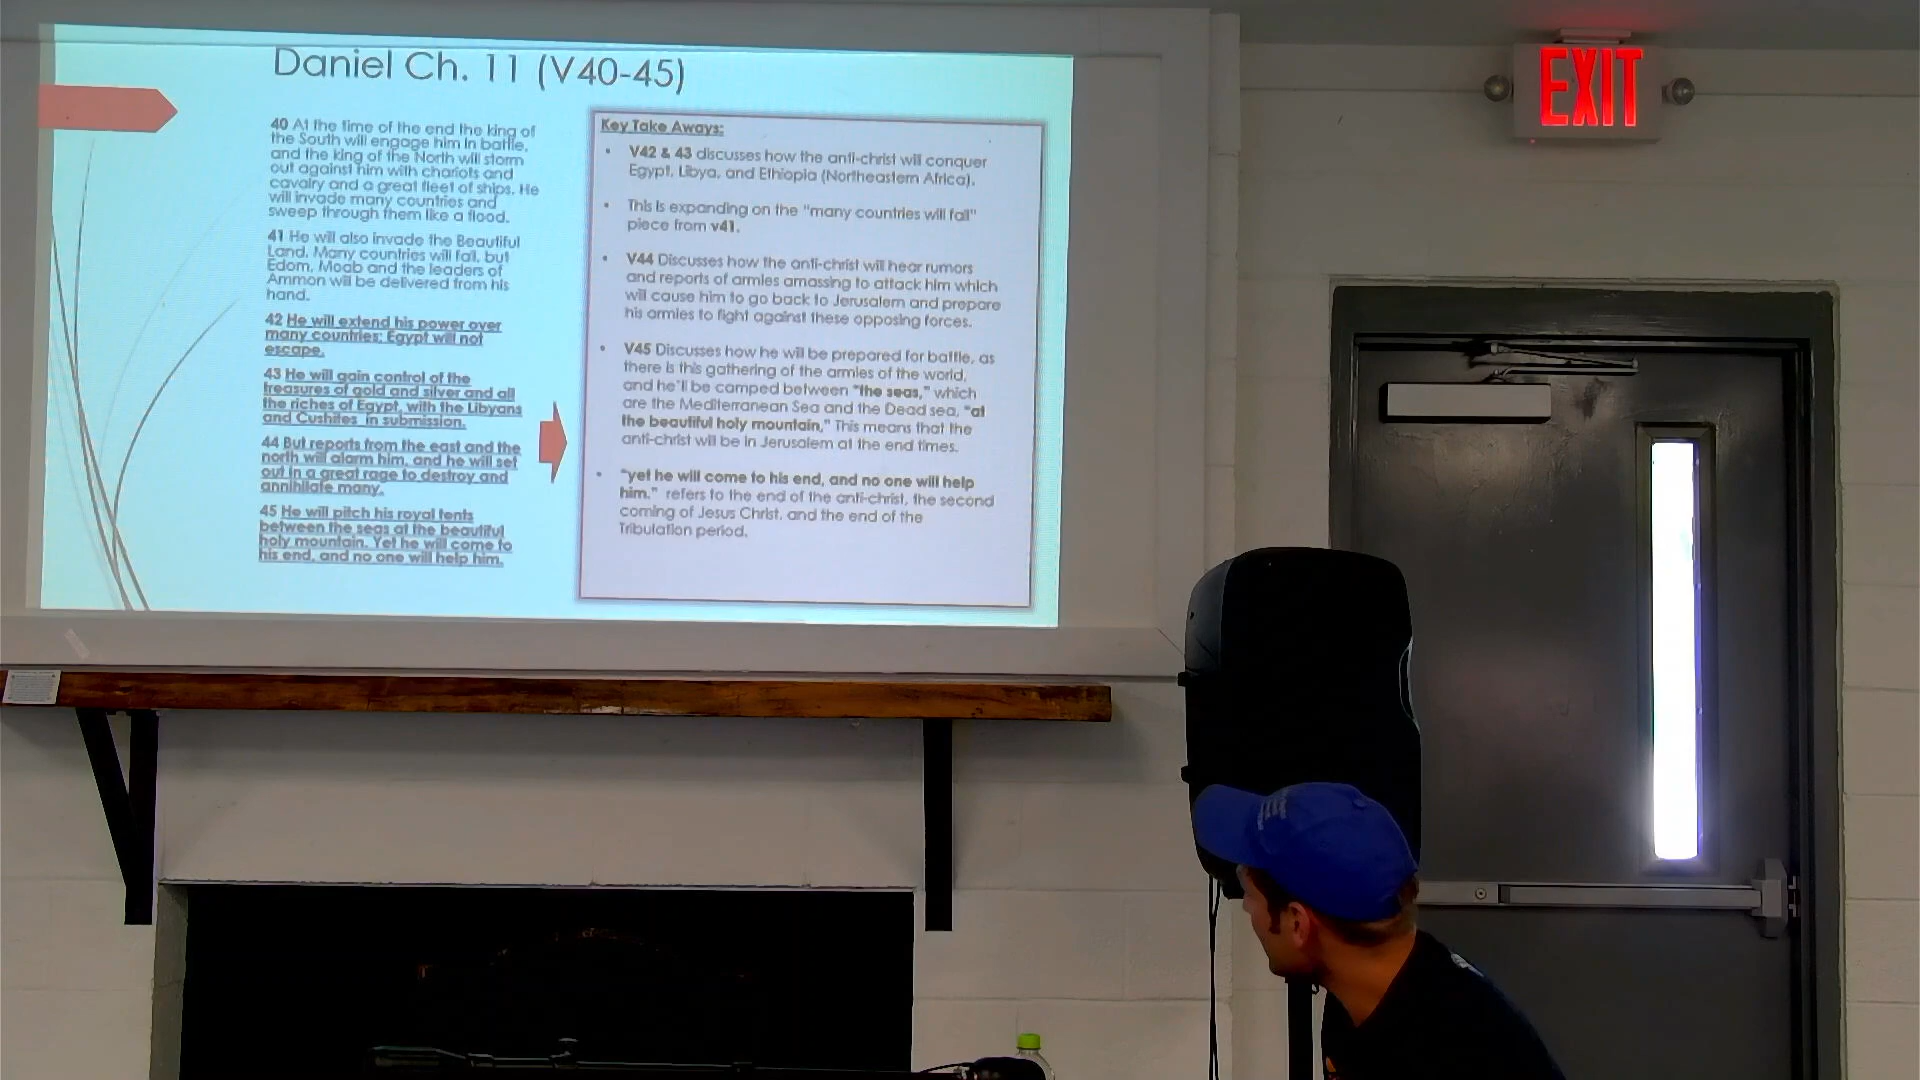 Daniel Ch. 11 (V40-45)
40 At the time of the end the king of
the South will engage him in battle,
and the king of the North will storm
out against him with chariots and
cavalry and a great fleet of ships. He
will invade many countries and
sweep through them like a flood.
41 He will also invade the Beautiful
Land. Many countries will fall, but
Edom, Moab and the leaders of
Ammon will be delivered from his
hand.
42 He will extend his power over
many countries; Egypt will not
escape.
43 He will gain control of the
treasures of gold and silver and all
the riches of Egypt, with the Libyans
and Cushites in submission.
44 But reports from the east and the
north will alarm him, and he will set
out in a great rage to destroy and
annihilate many.
45 He will pitch his royal tents
between the seas at the beautiful
holy mountain. Yet he will come to
his end, and no one will help him.
Key Take Aways:
• V42 & 43 discusses how the anti-christ will conquer
Egypt, Libya, and Ethiopia (Northeastern Africa).
• This is expanding on the "many countries will fall"
piece from v41.
• V44 Discusses how the anti-christ will hear rumors
and reports of armies amassing to attack him which
will cause him to go back to Jerusalem and prepare
his armies to fight against these opposing forces.
• V45 Discusses how he will be prepared for battle, as
there is this gathering of the armies of the world,
and he'll be camped between "the seas," which
are the Mediterranean Sea and the Dead sea, "at
the beautiful holy mountain," This means that the
anti-christ will be in Jerusalem at the end times.
• "yet he will come to his end, and no one will help
him." refers to the end of the anti-christ, the second
coming of Jesus Christ, and the end of the
Tribulation period.
EXIT